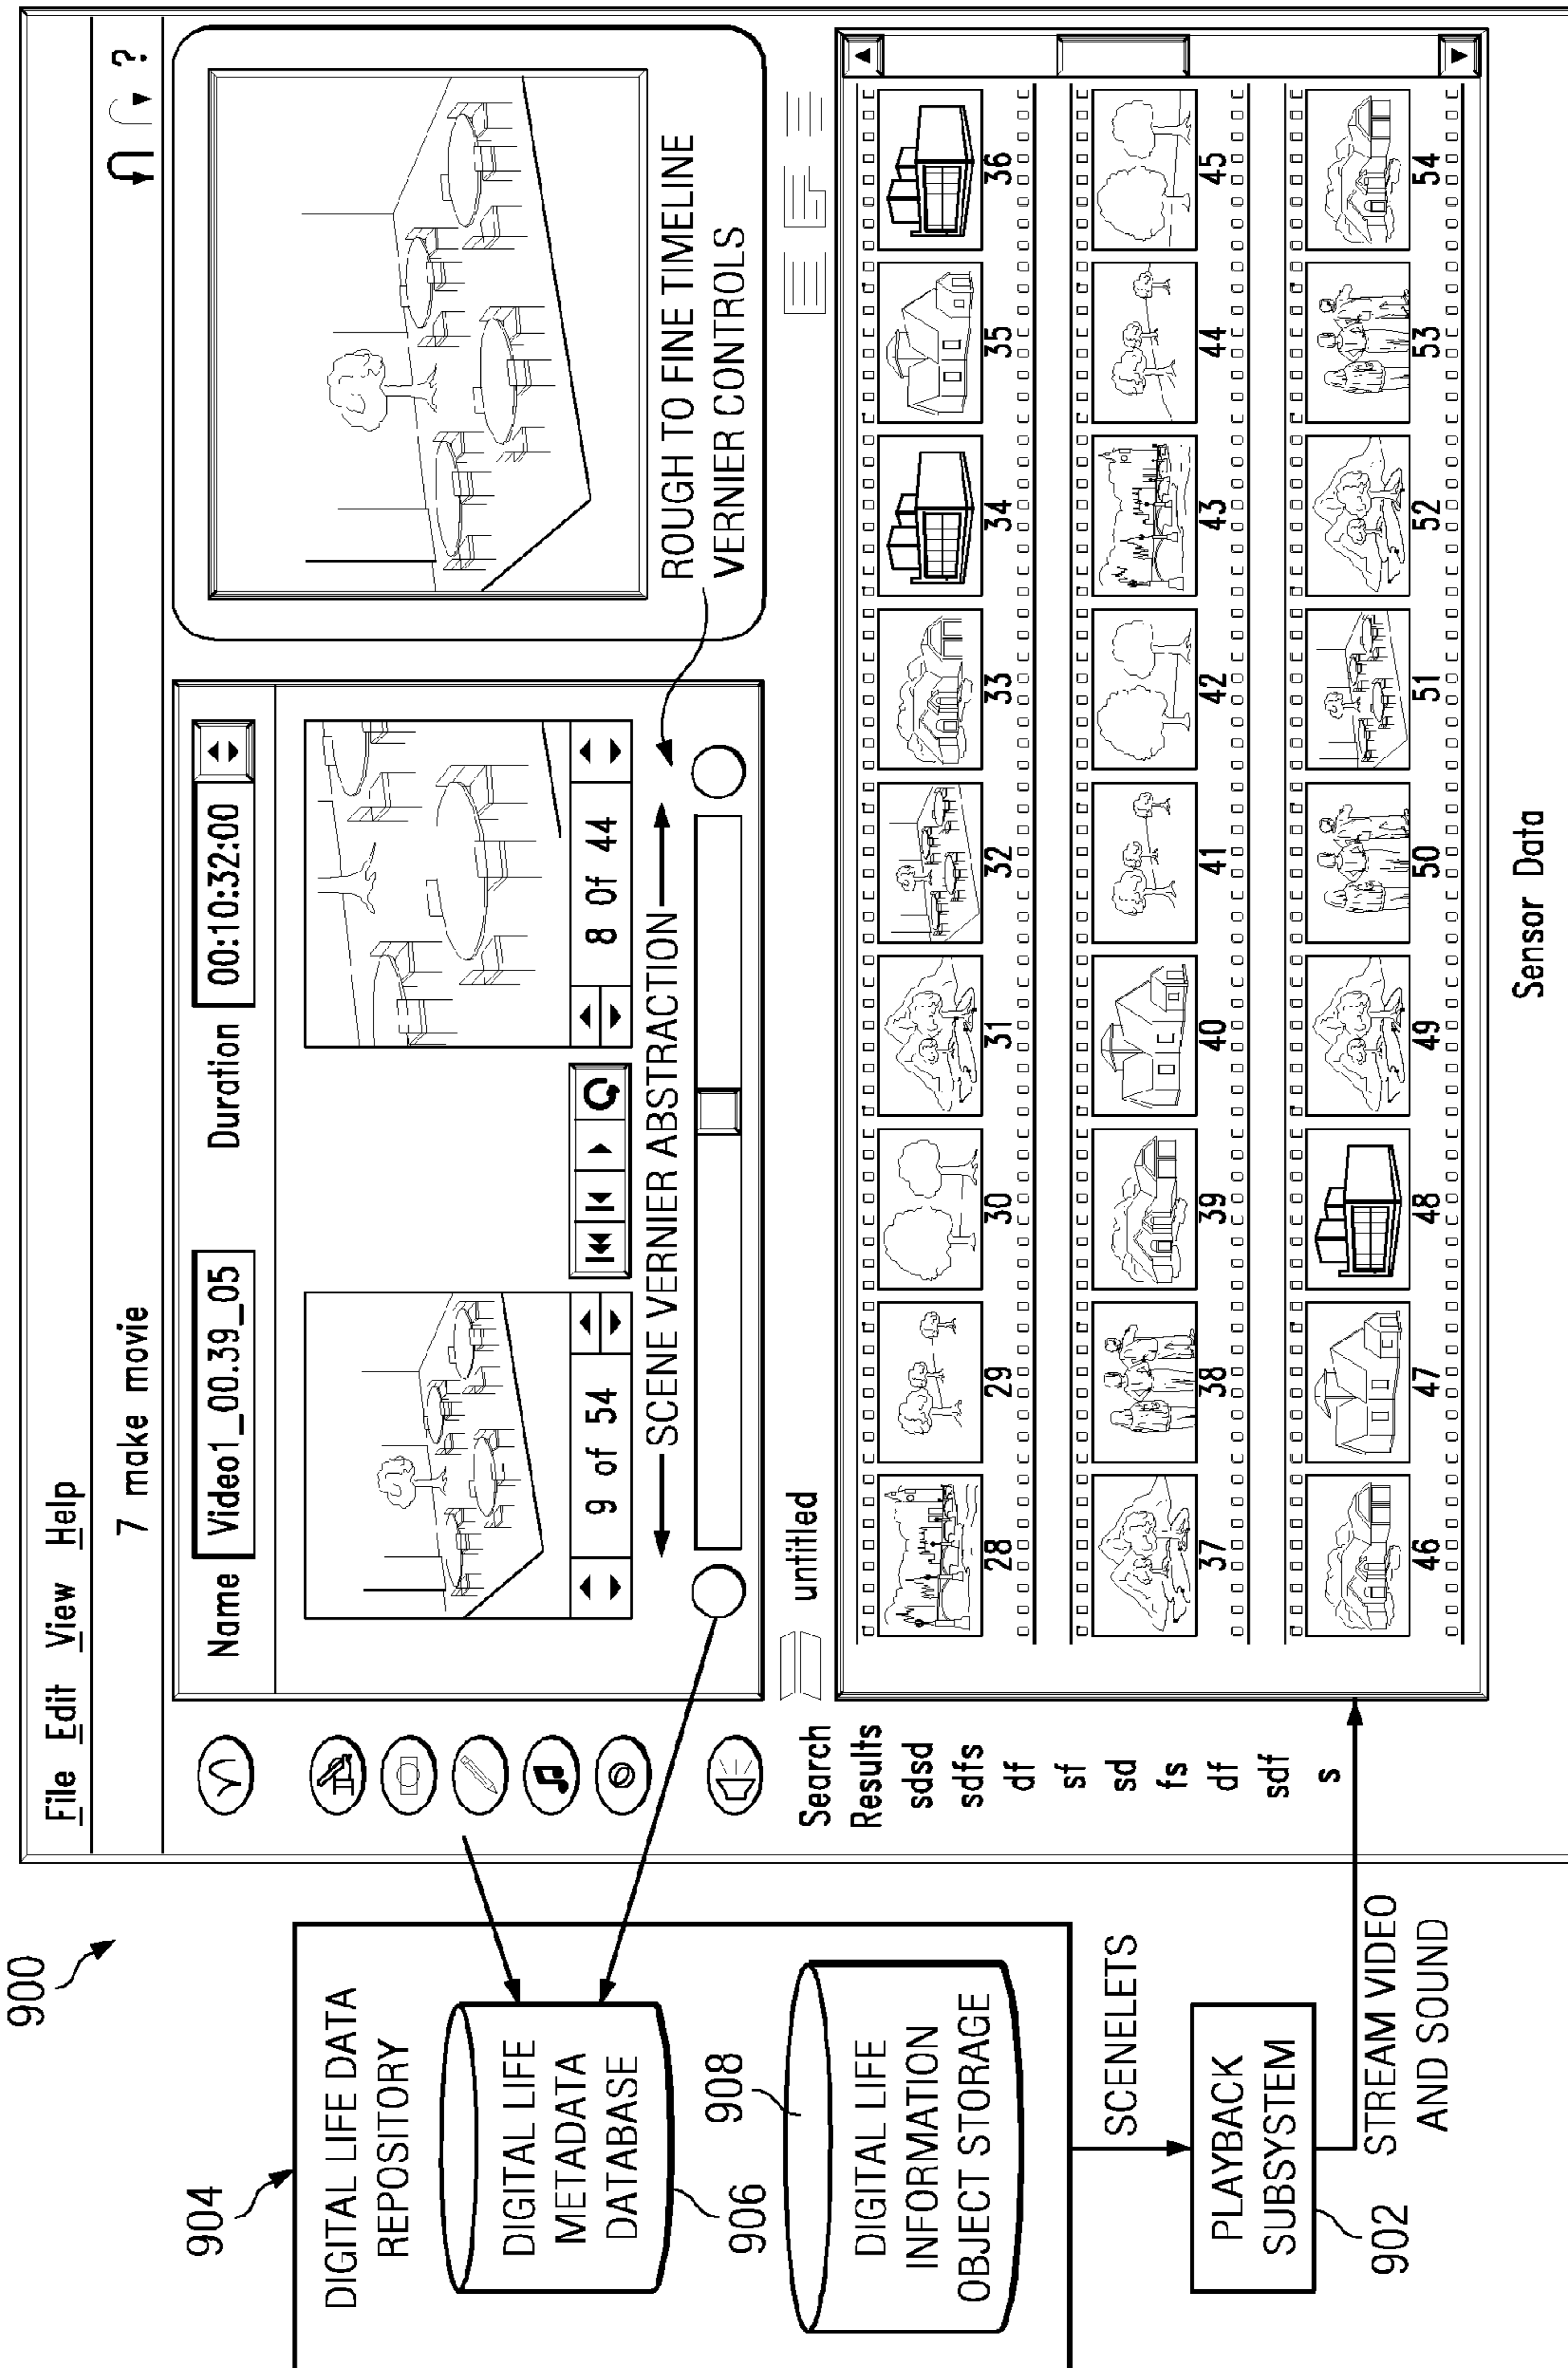 900
904
DIGITAL LIFE DATA
REPOSITORY
DIGITAL LIFE
METADATA
DATABASE
906
908
DIGITAL LIFE
INFORMATION
OBJECT STORAGE
SCENELETS
PLAYBACK
SUBSYSTEM
902
STREAM VIDEO
AND SOUND
File Edit View Help
7 make movie
?
Name Video1_00.39_05 Duration 00:10:32:00
9 of 54
8 Of 44
SCENE VERNIER ABSTRACTION
ROUGH TO FINE TIMELINE
VERNIER CONTROLS
untitled
Search
Results
sdsd
sdfs
df
sf
sd
fs
df
sdf
s
28 29 30 31 32 33 34 35 36
37 38 39 40 41 42 43 44 45
46 47 48 49 50 51 52 53 54
Sensor Data